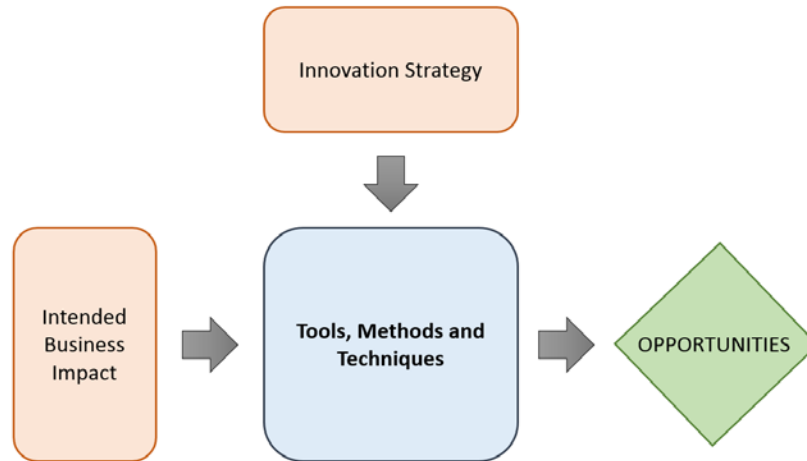 Innovation Strategy
Intended
Business
Impact
Tools, Methods and
Techniques
OPPORTUNITIES